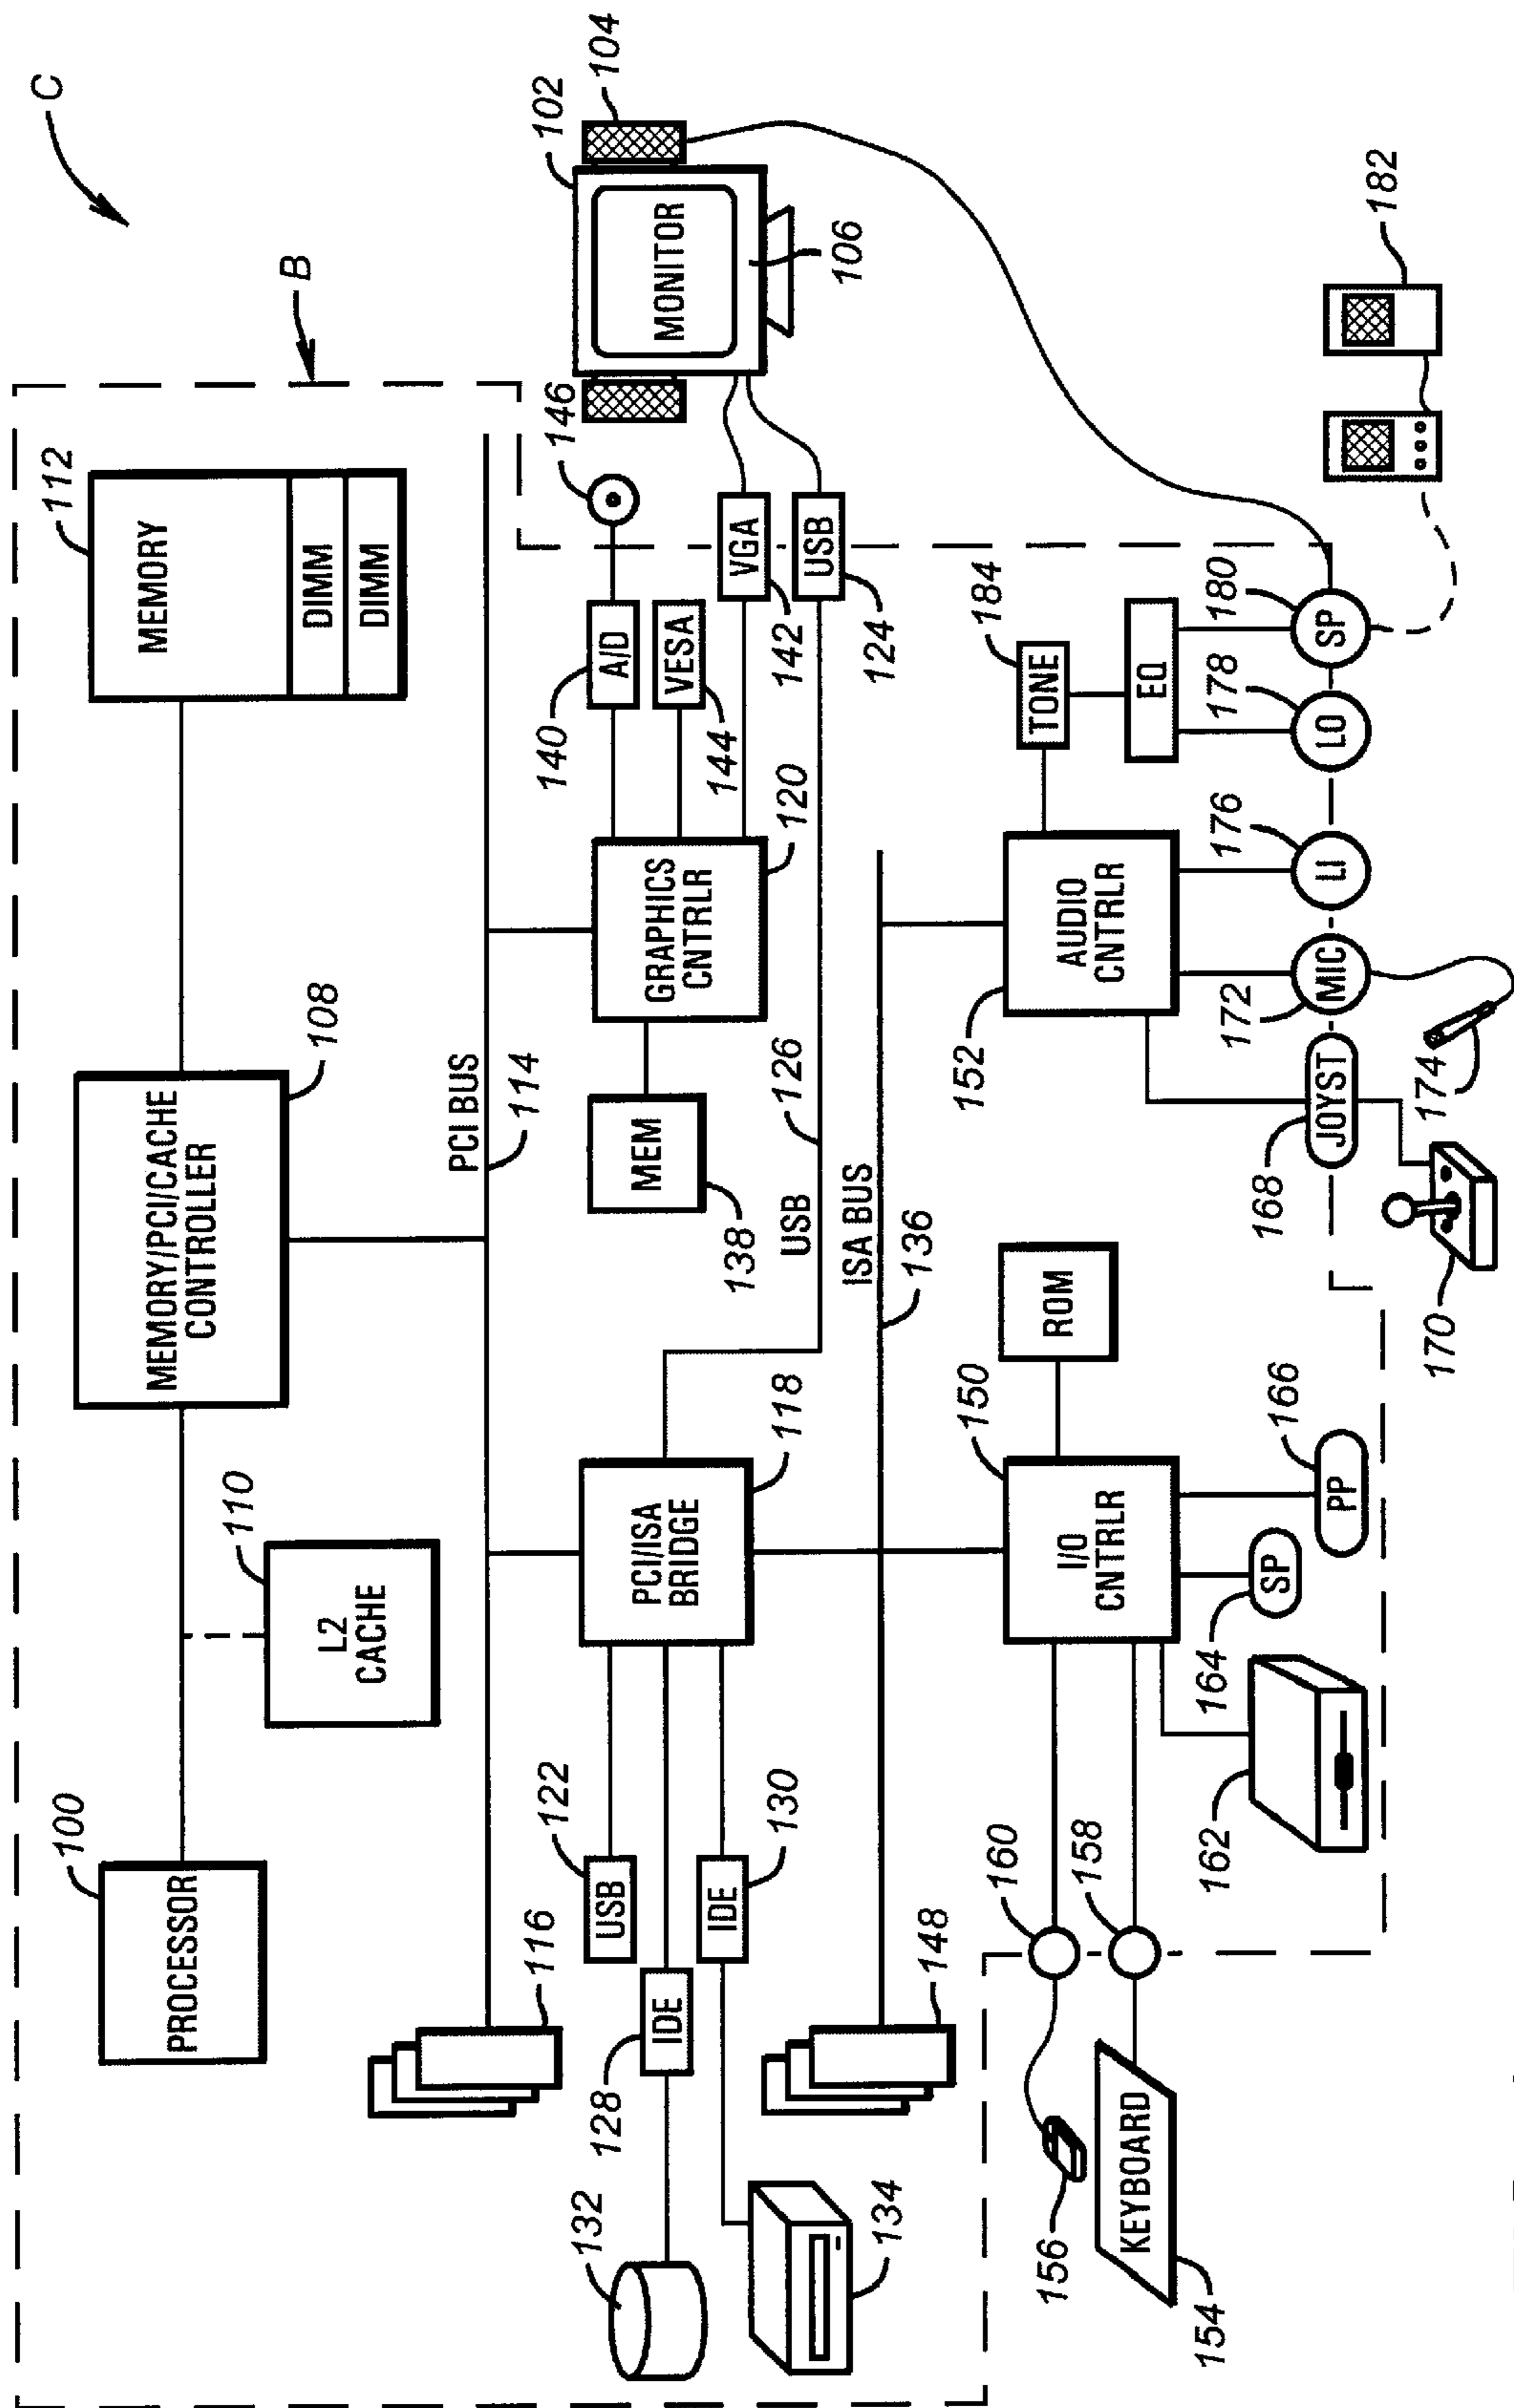 C
B
100
PROCESSOR
110
L2
CACHE
MEMORY/PCI/CACHE
CONTROLLER
108
112
MEMORY
DIMM
DIMM
PCI BUS
114
116
122
USB
128
IDE
130
IDE
132
134
PCI/ISA
BRIDGE
118
MEM
138
GRAPHICS
CNTRLR
120
140
A/D
146
VESA
144
VGA
142
USB
124
102
104
MONITOR
106
USB
126
ISA BUS
136
148
156
KEYBOARD
154
160
158
162
150
I/O
CNTRLR
ROM
164
SP
166
PP
152
AUDIO
CNTRLR
184
TONE
EQ
168
JOYST
170
172
MIC
174
176
LI
178
LO
180
SP
182